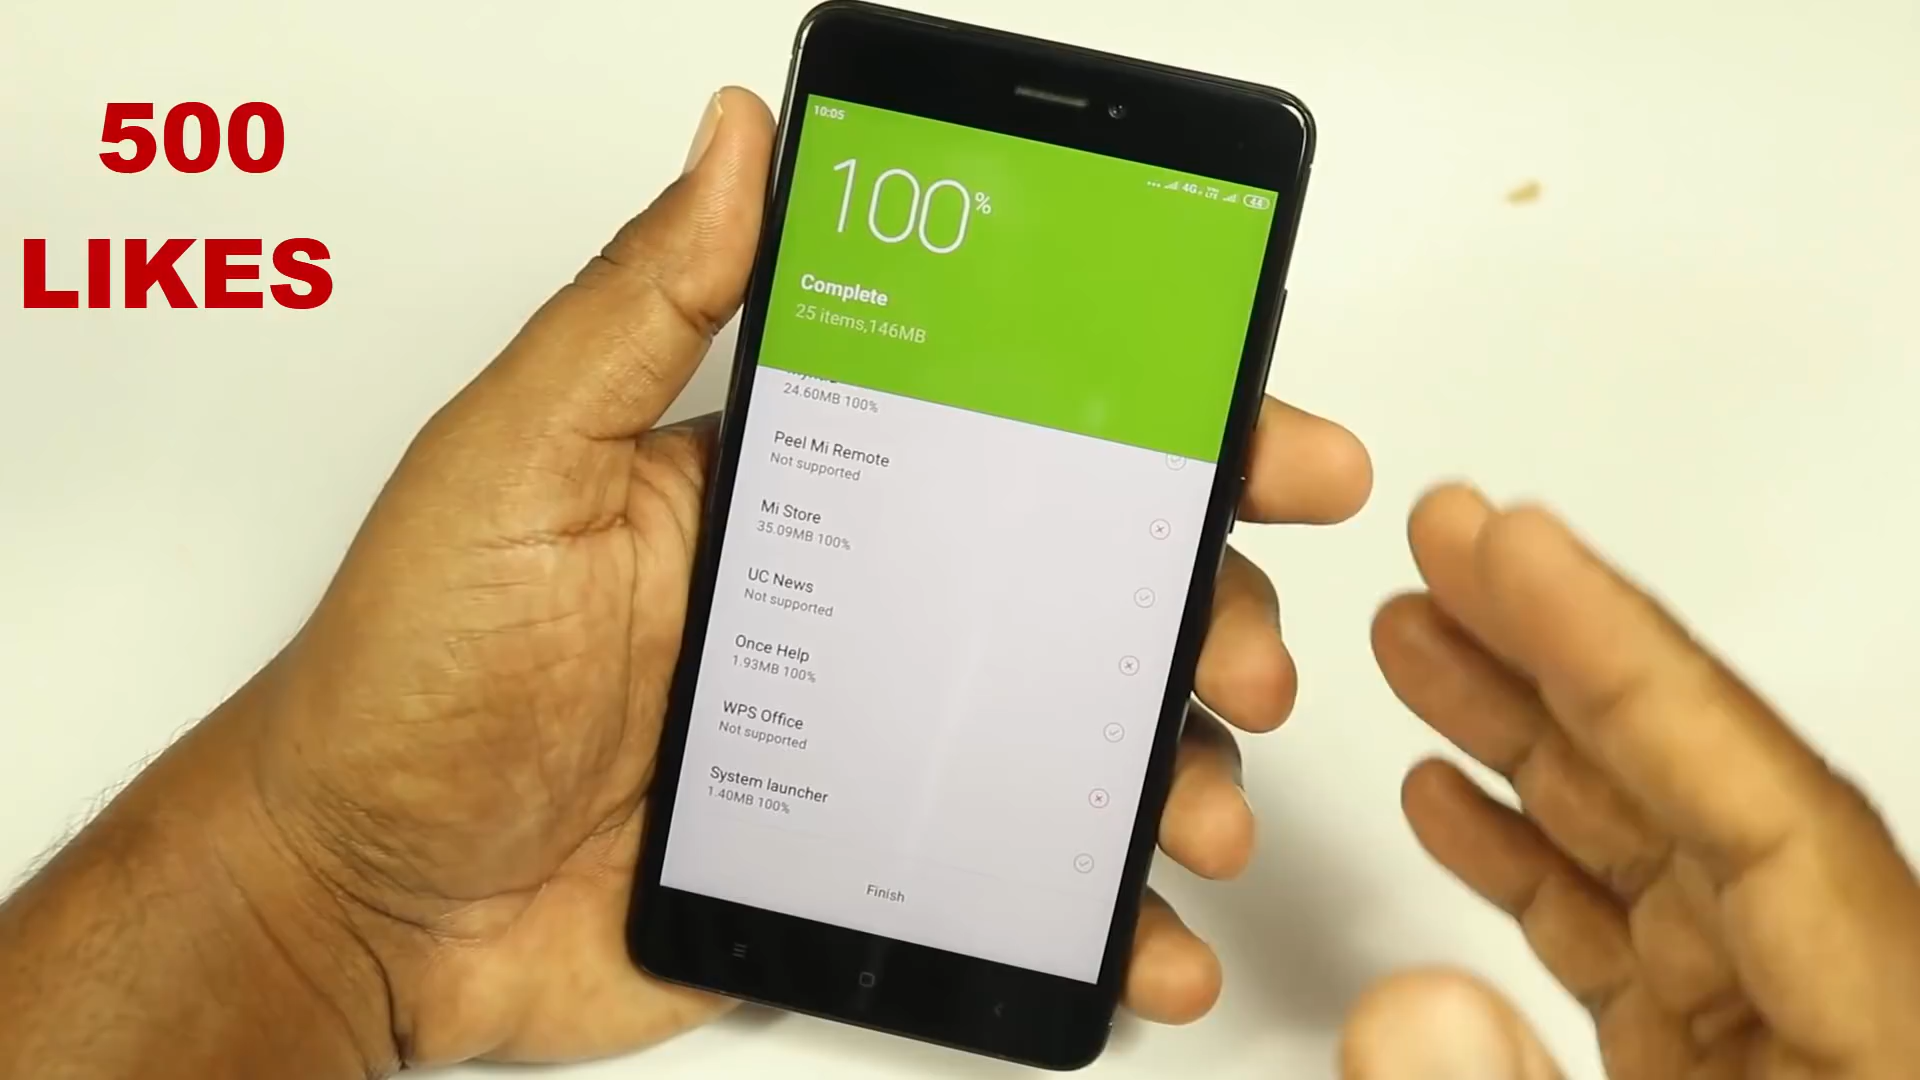 500
LIKES
10:05
4G
100%
Complete
25 items,146MB
24.60MB 100%
Peel Mi Remote
Not supported
Mi Store
35.09MB 100%
UC News
Not supported
Once Help
1.93MB 100%
WPS Office
Not supported
System launcher
1.40MB 100%
Finish